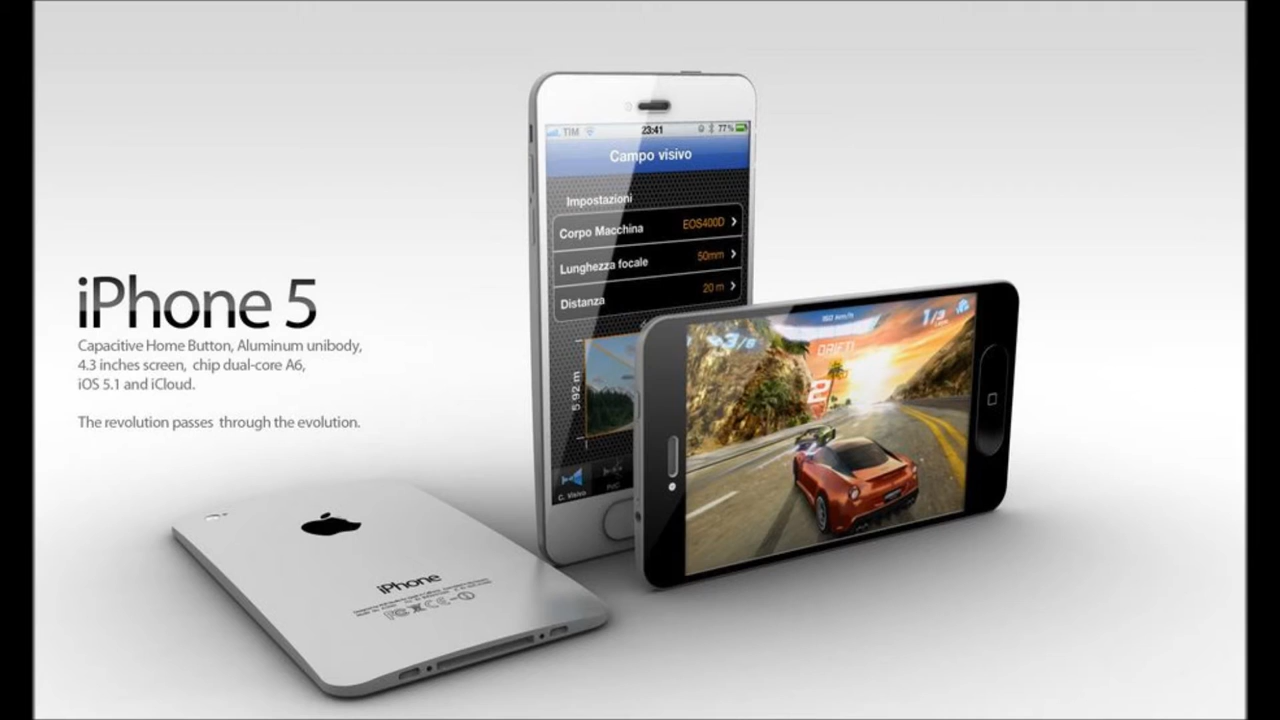 iPhone 5
Capacitive Home Button, Aluminum unibody,
4.3 inches screen, chip dual-core A6,
iOS 5.1 and iCloud.
The revolution passes through the evolution.
TIM 23:41 77%
Campo visivo
Impostazioni
Corpo Macchina EOS400D
Lunghezza focale 50mm
Distanza 20 m
5.92 m
C. Visivo
1/3
DRIFT!
2
iPhone